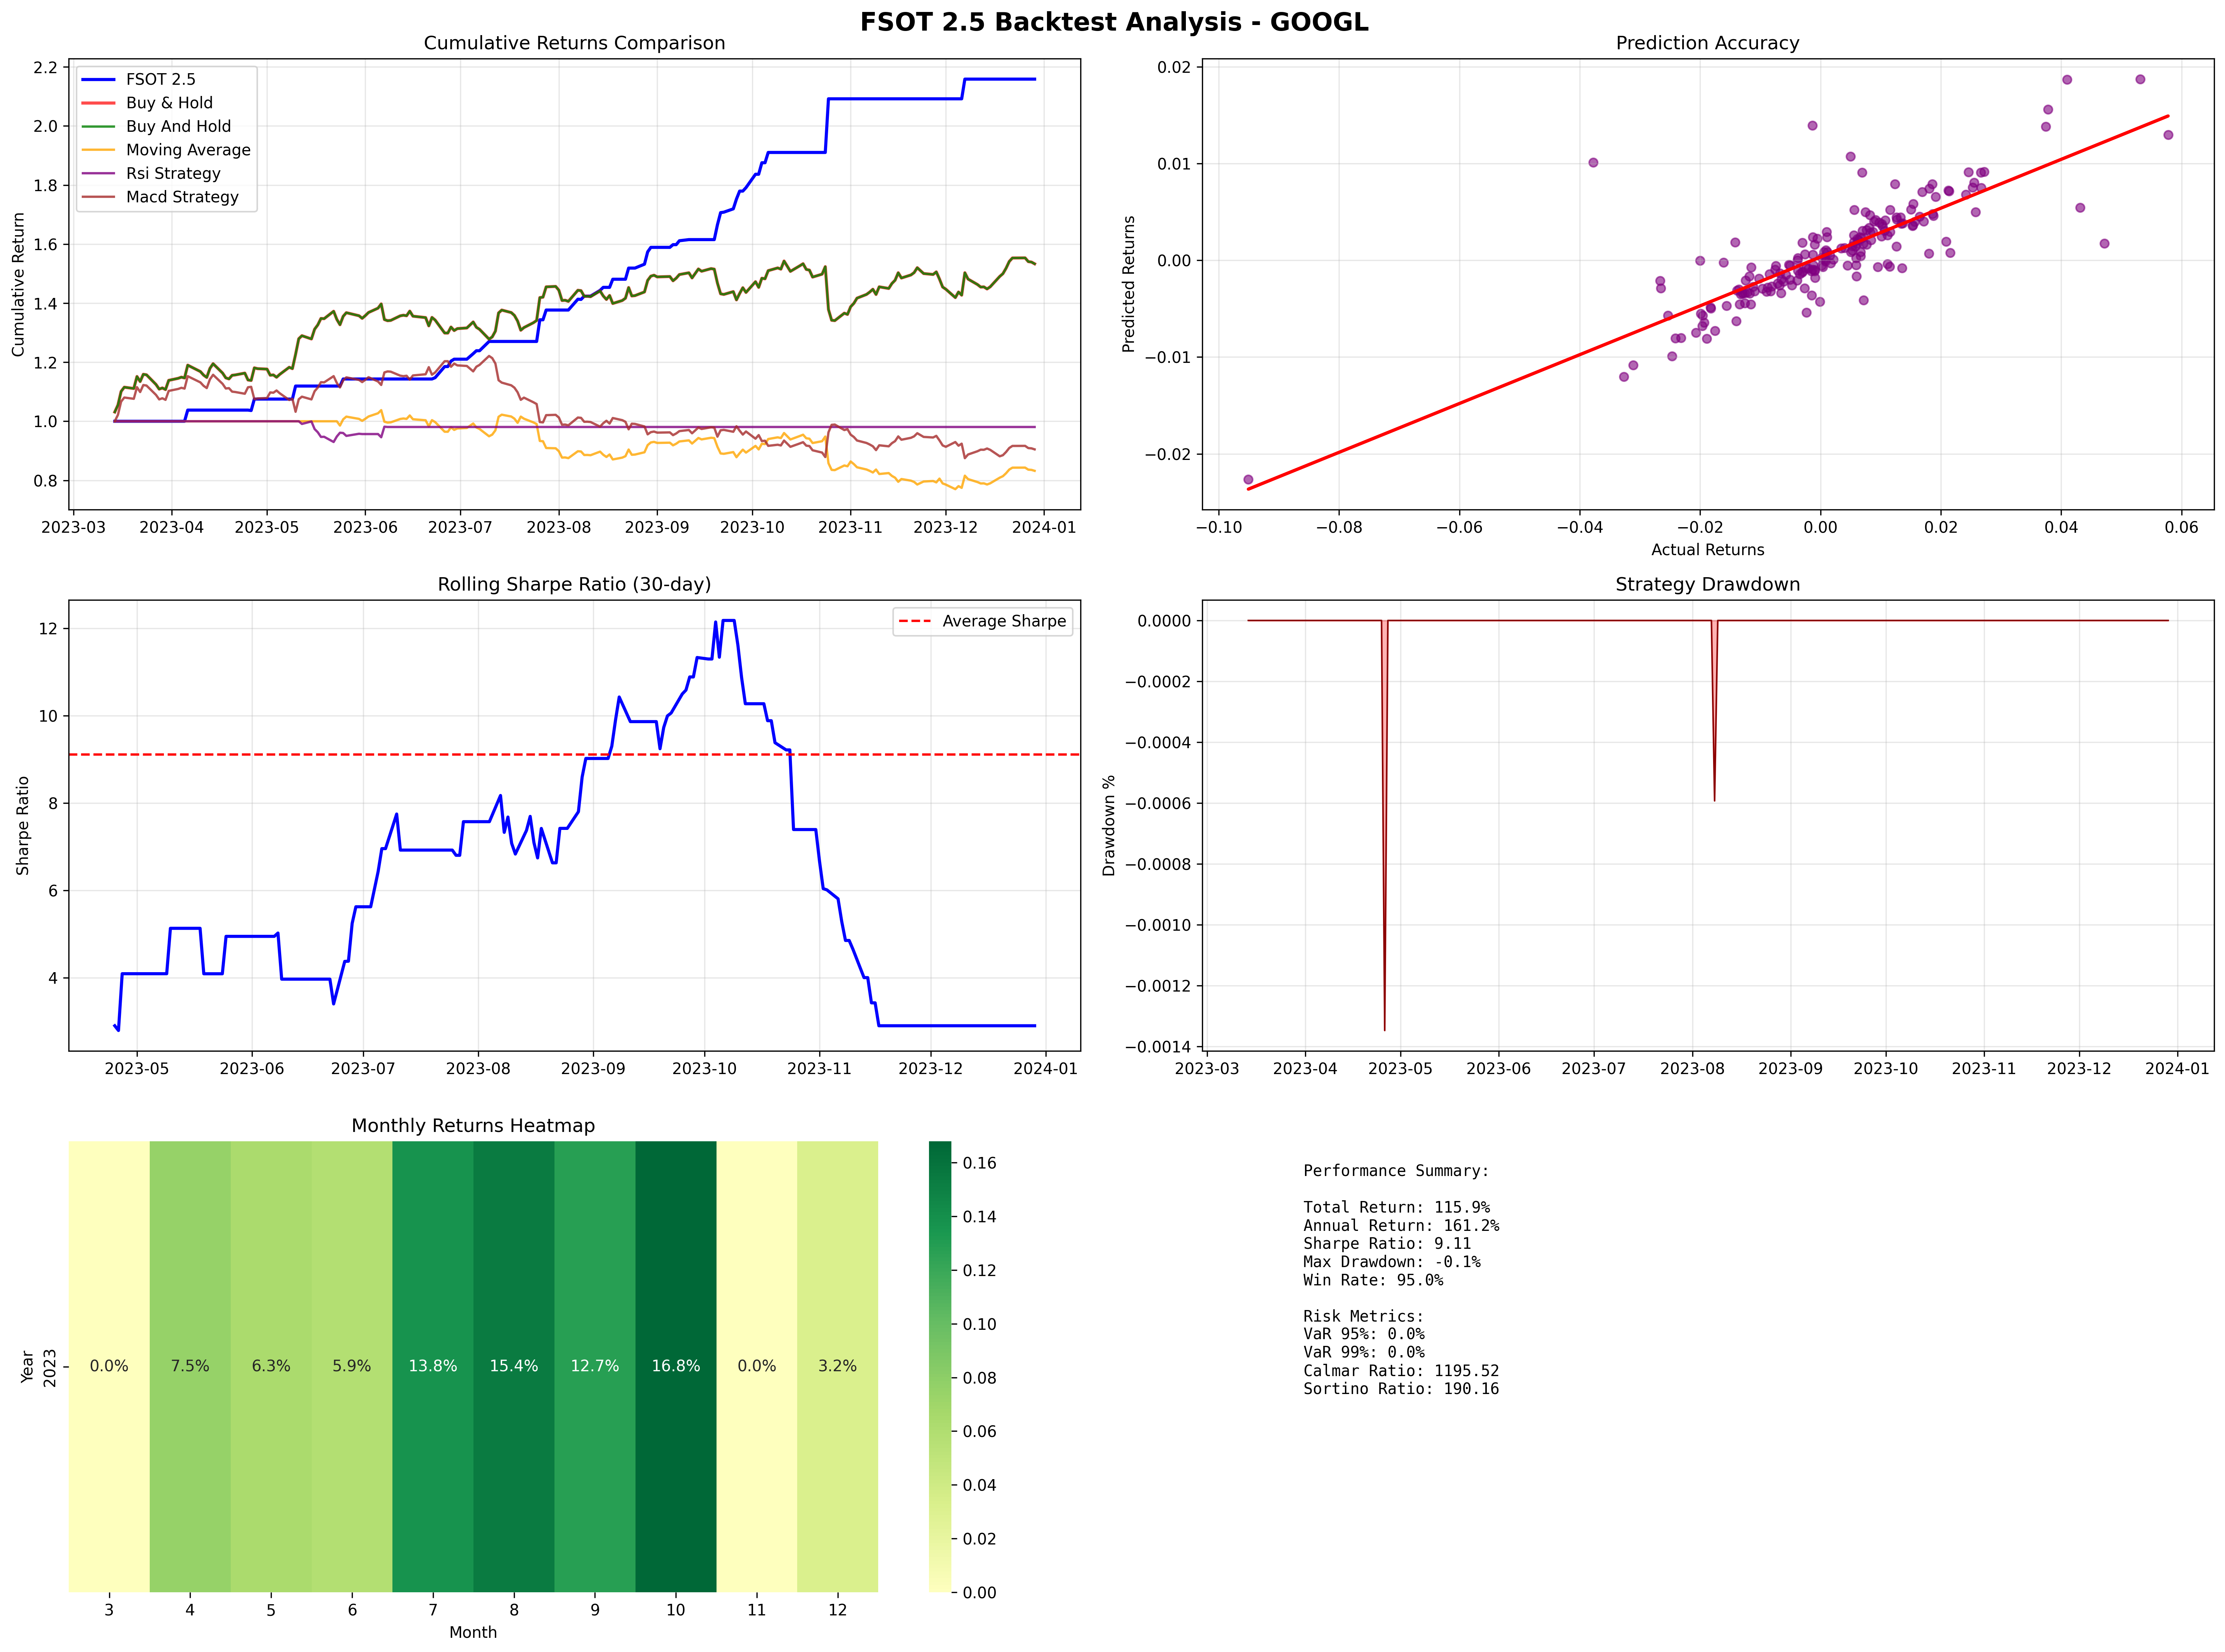 FSOT 2.5 Backtest Analysis - GOOGL
Cumulative Returns Comparison
Cumulative Return
2.2
2.0
1.8
1.6
1.4
1.2
1.0
0.8
FSOT 2.5
Buy & Hold
Buy And Hold
Moving Average
Rsi Strategy
Macd Strategy
2023-03 2023-04 2023-05 2023-06 2023-07 2023-08 2023-09 2023-10 2023-11 2023-12 2024-01
Prediction Accuracy
Predicted Returns
0.02
0.01
0.00
−0.01
−0.02
−0.10 −0.08 −0.06 −0.04 −0.02 0.00 0.02 0.04 0.06
Actual Returns
Rolling Sharpe Ratio (30-day)
Sharpe Ratio
12
10
8
6
4
Average Sharpe
2023-05 2023-06 2023-07 2023-08 2023-09 2023-10 2023-11 2023-12 2024-01
Strategy Drawdown
Drawdown %
0.0000
−0.0002
−0.0004
−0.0006
−0.0008
−0.0010
−0.0012
−0.0014
2023-03 2023-04 2023-05 2023-06 2023-07 2023-08 2023-09 2023-10 2023-11 2023-12 2024-01
Monthly Returns Heatmap
Year
2023
0.0% 7.5% 6.3% 5.9% 13.8% 15.4% 12.7% 16.8% 0.0% 3.2%
3 4 5 6 7 8 9 10 11 12
Month
0.16
0.14
0.12
0.10
0.08
0.06
0.04
0.02
0.00
Performance Summary:
Total Return: 115.9%
Annual Return: 161.2%
Sharpe Ratio: 9.11
Max Drawdown: -0.1%
Win Rate: 95.0%
Risk Metrics:
VaR 95%: 0.0%
VaR 99%: 0.0%
Calmar Ratio: 1195.52
Sortino Ratio: 190.16